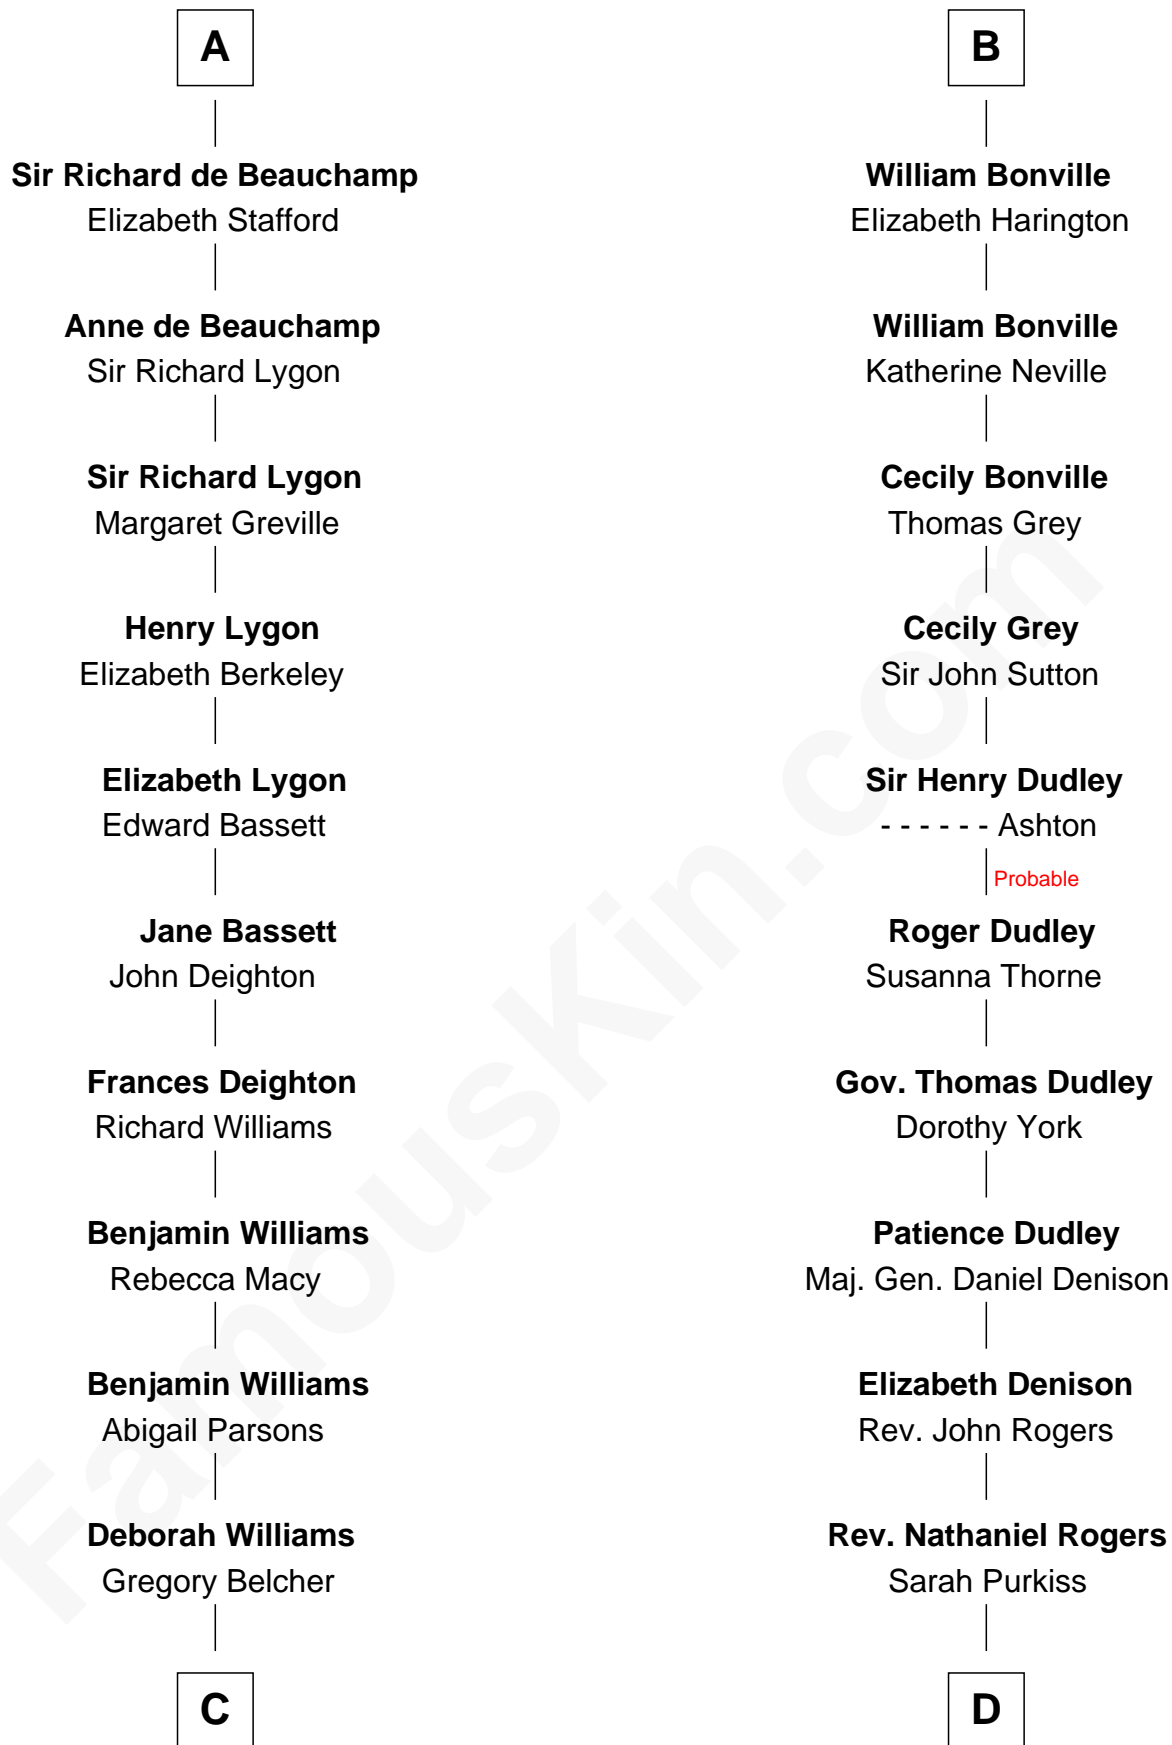 A
Sir Richard de Beauchamp
Elizabeth Stafford
Anne de Beauchamp
Sir Richard Lygon
Sir Richard Lygon
Margaret Greville
Henry Lygon
Elizabeth Berkeley
Elizabeth Lygon
Edward Bassett
Jane Bassett
John Deighton
Frances Deighton
Richard Williams
Benjamin Williams
Rebecca Macy
Benjamin Williams
Abigail Parsons
Deborah Williams
Gregory Belcher
C
B
William Bonville
Elizabeth Harington
William Bonville
Katherine Neville
Cecily Bonville
Thomas Grey
Cecily Grey
Sir John Sutton
Sir Henry Dudley
- - - - - - Ashton
Probable
Roger Dudley
Susanna Thorne
Gov. Thomas Dudley
Dorothy York
Patience Dudley
Maj. Gen. Daniel Denison
Elizabeth Denison
Rev. John Rogers
Rev. Nathaniel Rogers
Sarah Purkiss
D
FamousKin.com